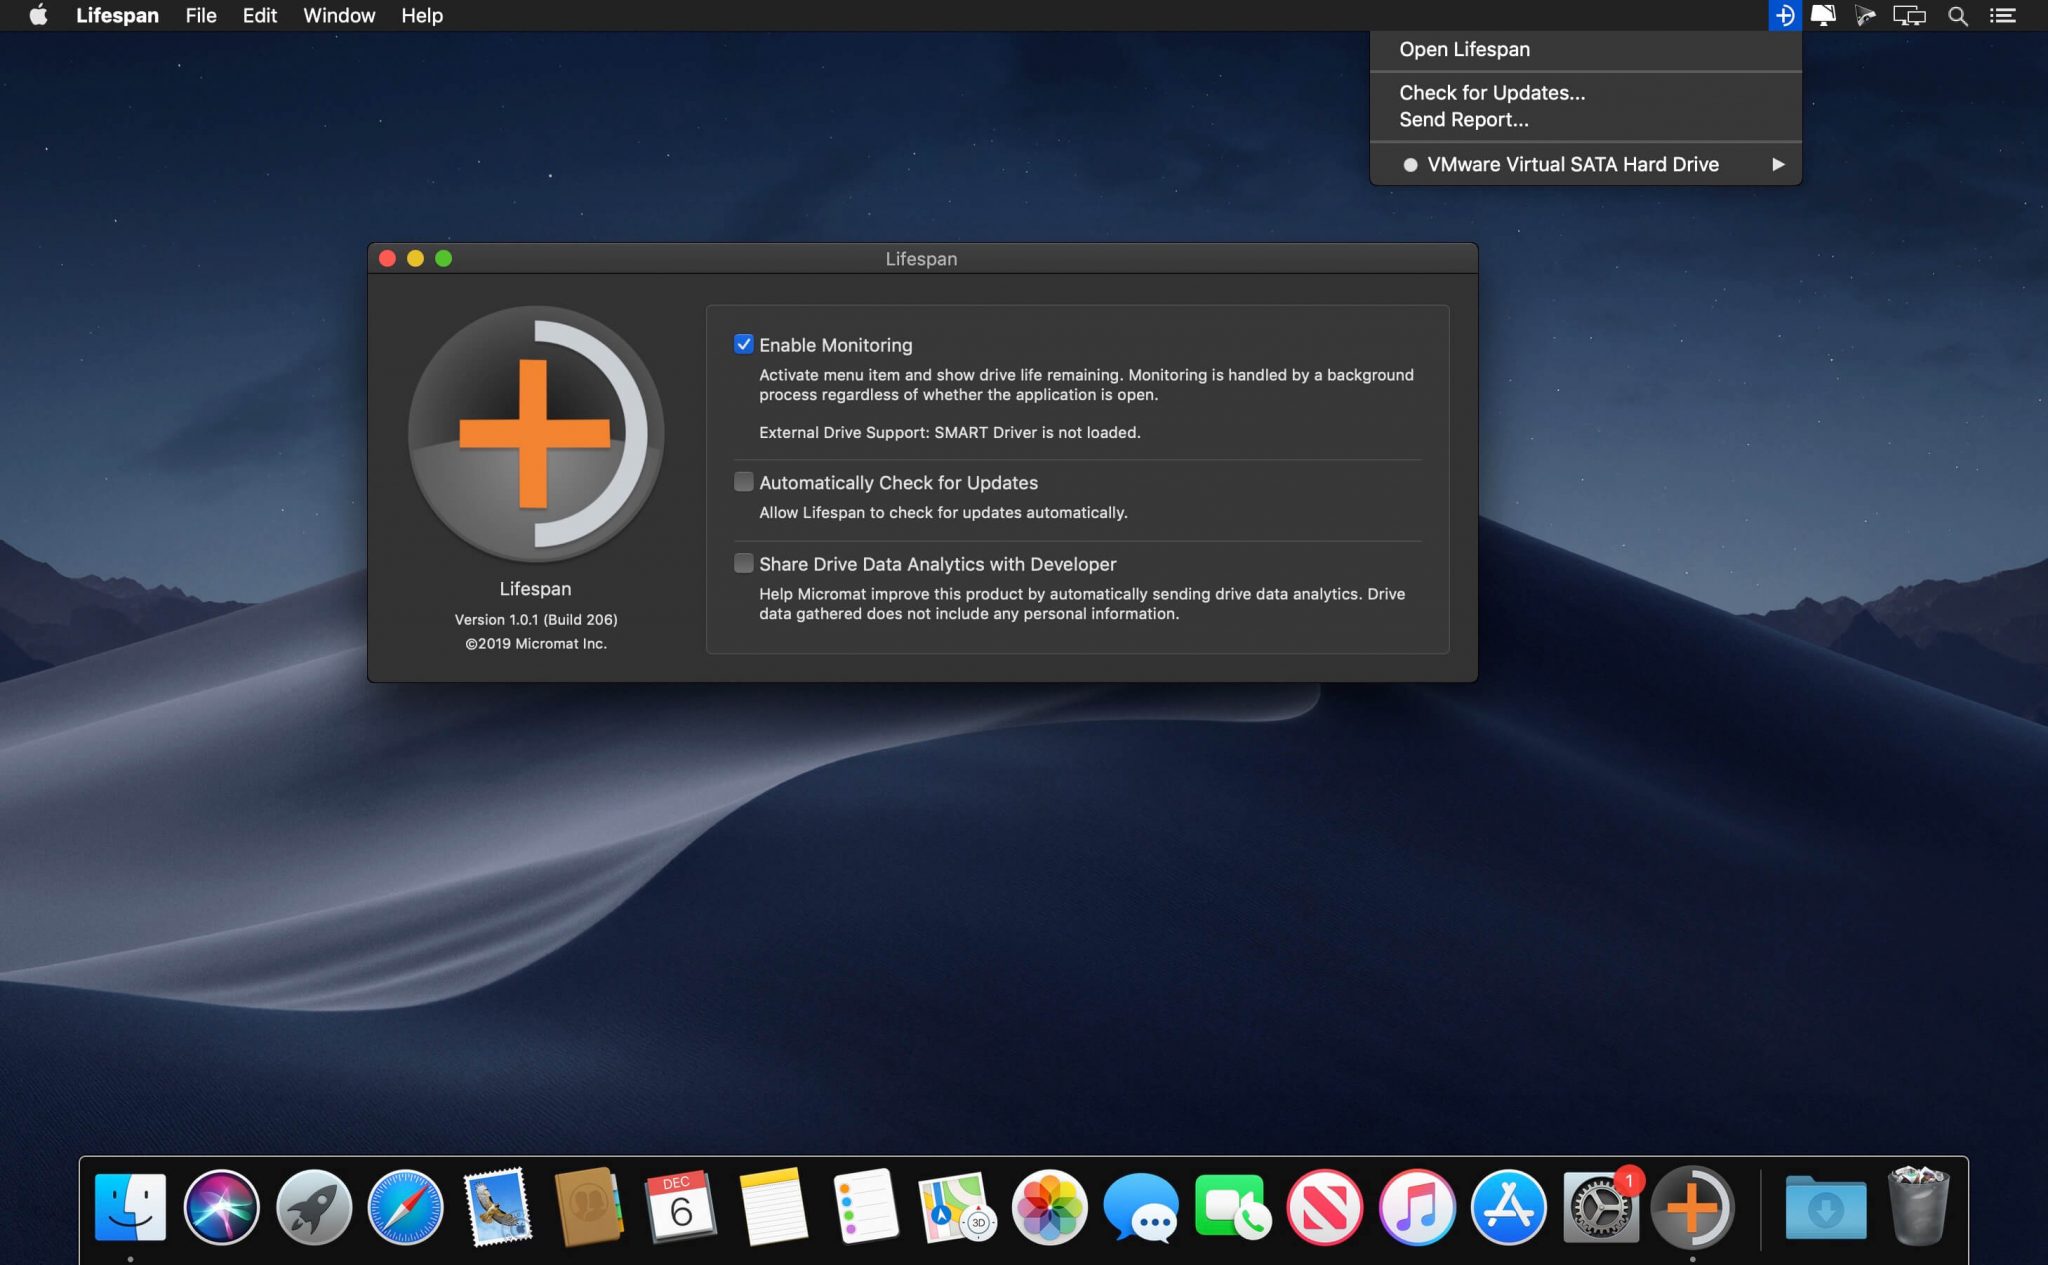 Lifespan File Edit Window Help
Open Lifespan
Check for Updates...
Send Report...
VMware Virtual SATA Hard Drive
Lifespan
Enable Monitoring
Activate menu item and show drive life remaining. Monitoring is handled by a background
process regardless of whether the application is open.
External Drive Support: SMART Driver is not loaded.
Automatically Check for Updates
Allow Lifespan to check for updates automatically.
Share Drive Data Analytics with Developer
Help Micromat improve this product by automatically sending drive data analytics. Drive
data gathered does not include any personal information.
Lifespan
Version 1.0.1 (Build 206)
©2019 Micromat Inc.
DEC
6
3D
1